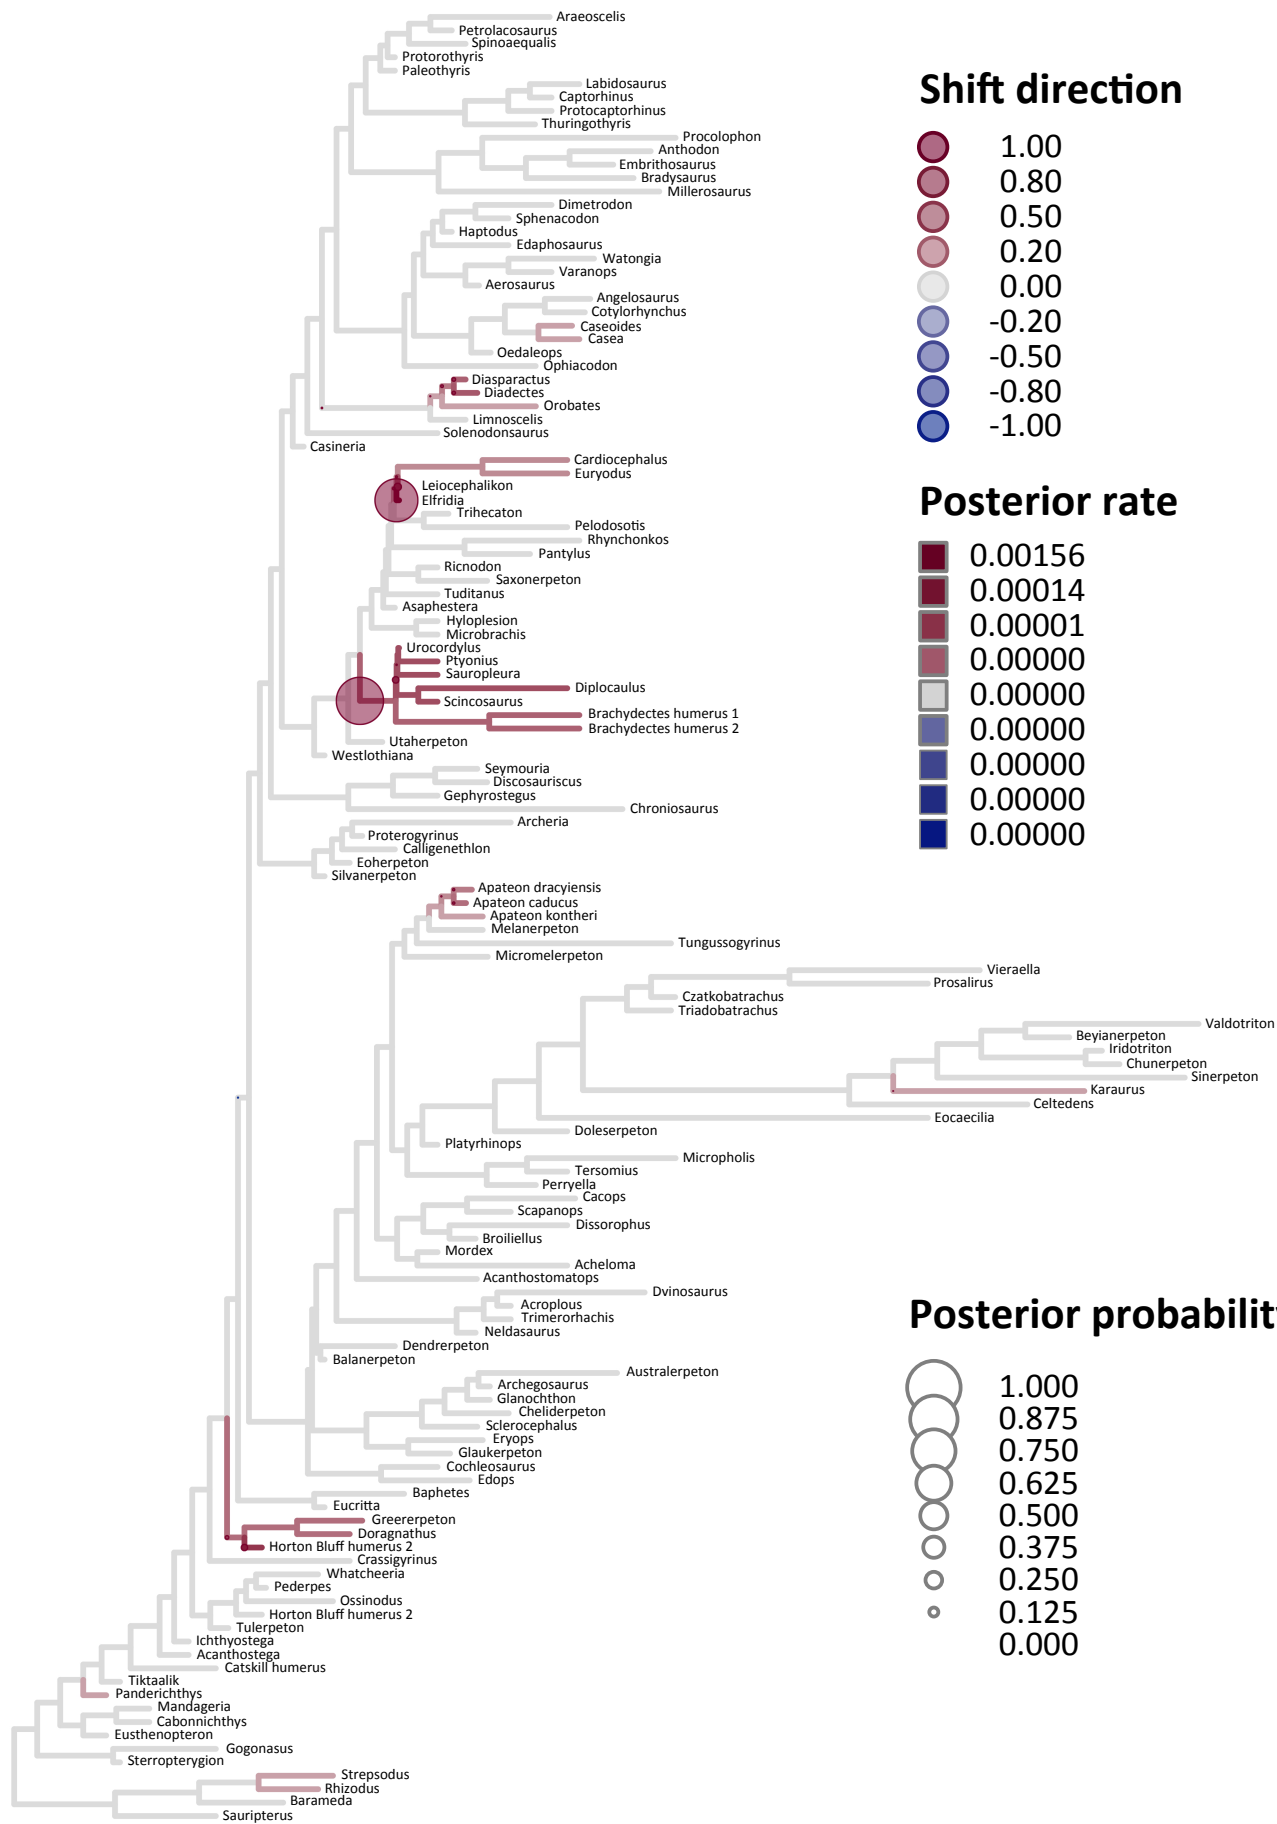 Araeoscelis
Petrolacosaurus
Spinoaequalis
Protorothyris
Paleothyris
Labidosaurus
Captorhinus
Protocaptorhinus
Thuringothyris
Procolophon
Anthodon
Embrithosaurus
Bradysaurus
Millerosaurus
Dimetrodon
Sphenacodon
Haptodus
Edaphosaurus
Watongia
Varanops
Aerosaurus
Angelosaurus
Cotylorhynchus
Caseoides
Casea
Oedaleops
Ophiacodon
Diasparactus
Diadectes
Orobates
Limnoscelis
Solenodonsaurus
Casineria
Cardiocephalus
Euryodus
Leiocephalikon
Elfridia
Trihecaton
Pelodosotis
Rhynchonkos
Pantylus
Ricnodon
Saxonerpeton
Tuditanus
Asaphestera
Hyloplesion
Microbrachis
Urocordylus
Ptyonius
Sauropleura
Diplocaulus
Scincosaurus
Brachydectes humerus 1
Brachydectes humerus 2
Utaherpeton
Westlothiana
Seymouria
Discosauriscus
Gephyrostegus
Chroniosaurus
Archeria
Proterogyrinus
Calligenethlon
Eoherpeton
Silvanerpeton
Apateon dracyiensis
Apateon caducus
Apateon kontheri
Melanerpeton
Tungussogyrinus
Micromelerpeton
Vieraella
Prosalirus
Czatkobatrachus
Triadobatrachus
Valdotriton
Beyianerpeton
Iridotriton
Chunerpeton
Sinerpeton
Karaurus
Celtedens
Eocaecilia
Doleserpeton
Platyrhinops
Micropholis
Tersomius
Perryella
Cacops
Scapanops
Dissorophus
Broiliellus
Mordex
Acheloma
Acanthostomatops
Dvinosaurus
Acroplous
Trimerorhachis
Neldasaurus
Dendrerpeton
Balanerpeton
Australerpeton
Archegosaurus
Glanochthon
Cheliderpeton
Sclerocephalus
Eryops
Glaukerpeton
Cochleosaurus
Edops
Baphetes
Eucritta
Greererpeton
Doragnathus
Horton Bluff humerus 2
Crassigyrinus
Whatcheeria
Pederpes
Ossinodus
Horton Bluff humerus 2
Tulerpeton
Ichthyostega
Acanthostega
Catskill humerus
Tiktaalik
Panderichthys
Mandageria
Cabonnichthys
Eusthenopteron
Gogonasus
Sterropterygion
Strepsodus
Rhizodus
Barameda
Sauripterus
Shift direction
1.00
0.80
0.50
0.20
0.00
-0.20
-0.50
-0.80
-1.00
Posterior rate
0.00156
0.00014
0.00001
0.00000
0.00000
0.00000
0.00000
0.00000
0.00000
Posterior probability
1.000
0.875
0.750
0.625
0.500
0.375
0.250
0.125
0.000